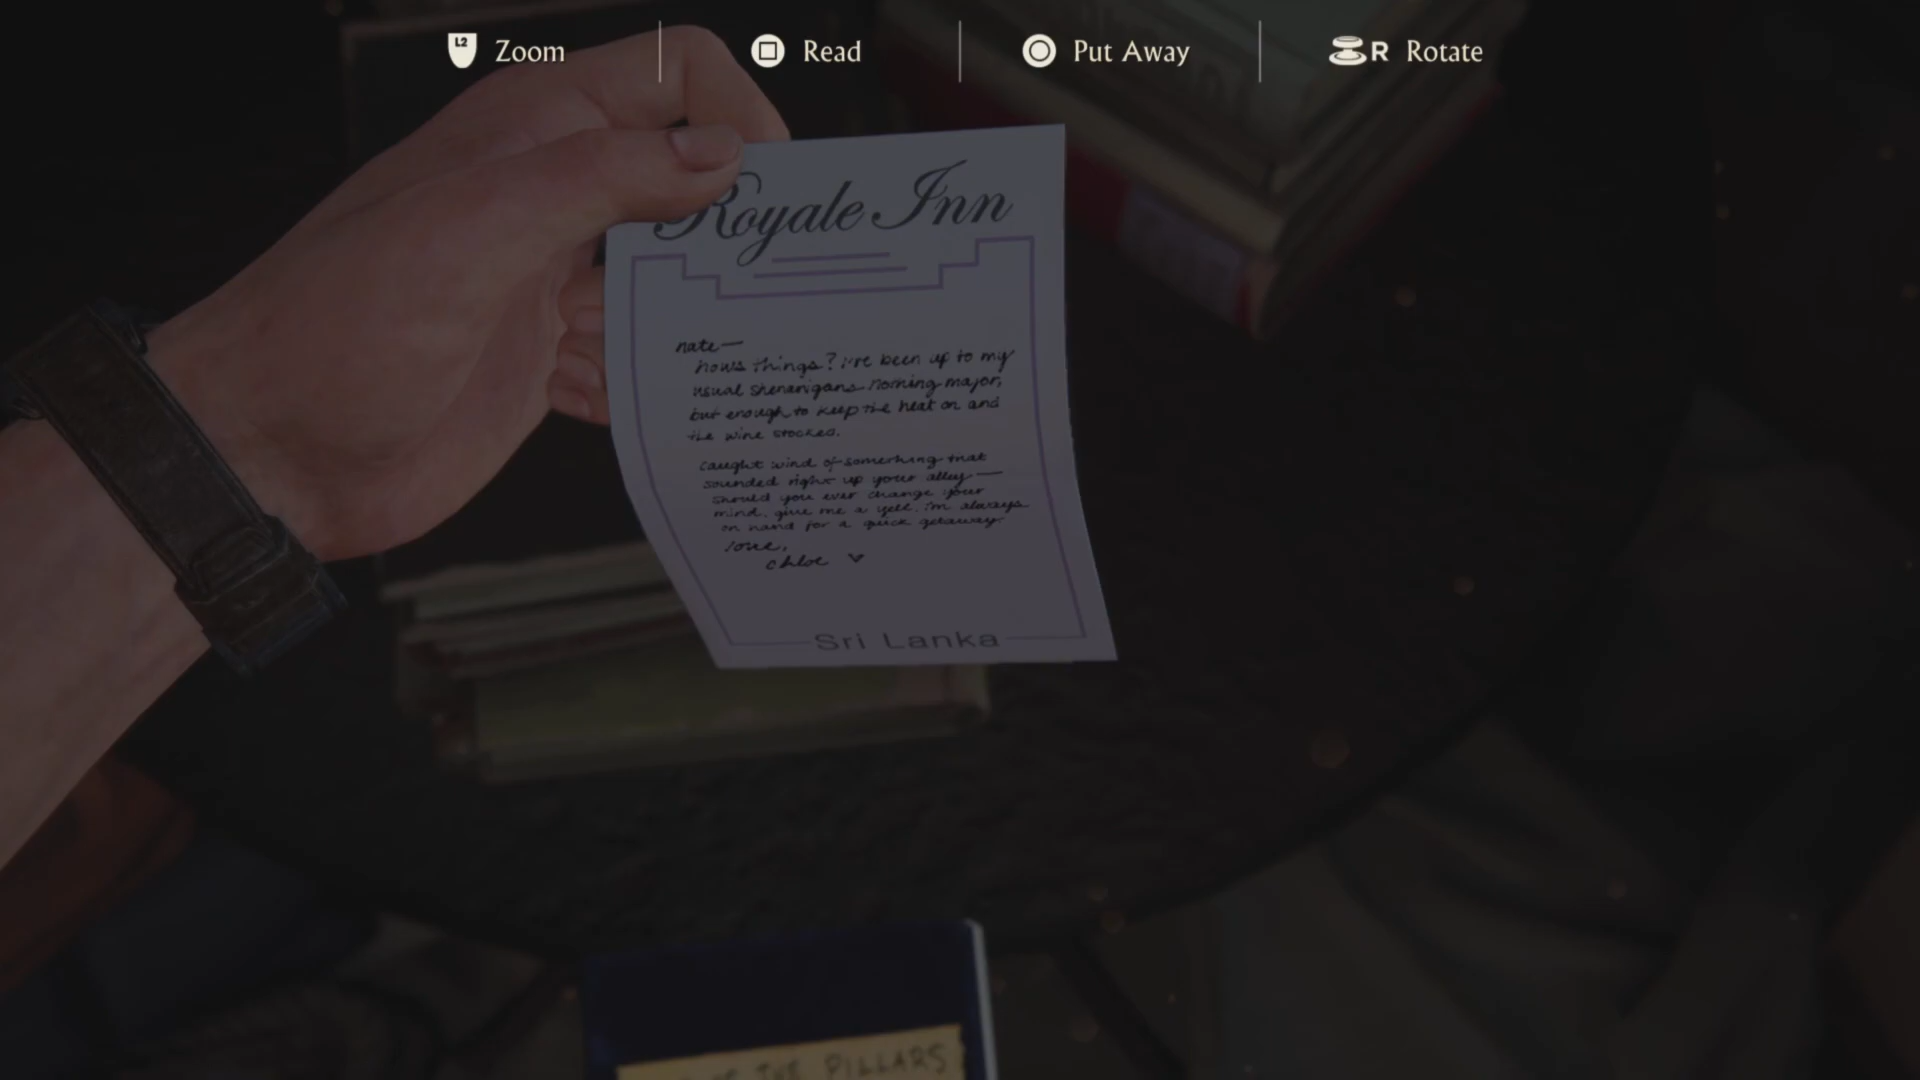 L2 Zoom
Read
Put Away
R Rotate
Royale Inn
nate—
hows things? i've been up to my
usual shenanigans. nothing major,
but enough to keep the heat on and
the wine stocked.
caught wind of something that
sounded right up your alley—
should you ever change your
mind, give me a yell. i'm always
on hand for a quick getaway.
love,
chloe
Sri Lanka
THE PILLARS